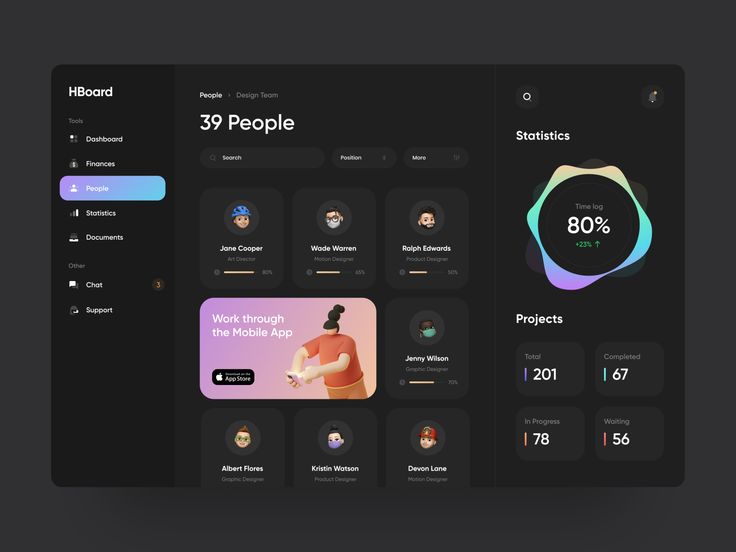 HBoard
Tools
Dashboard
Finances
People
Statistics
Documents
Other
Chat
3
Support
People › Design Team
39 People
Search
Position
More
Jane Cooper
Art Director
80%
Wade Warren
Motion Designer
65%
Ralph Edwards
Product Designer
50%
Work through
the Mobile App
Download on the
App Store
Jenny Wilson
Graphic Designer
70%
Albert Flores
Graphic Designer
Kristin Watson
Product Designer
Devon Lane
Motion Designer
Statistics
Time log
80%
+23% ↑
Projects
Total
201
Completed
67
In Progress
78
Waiting
56